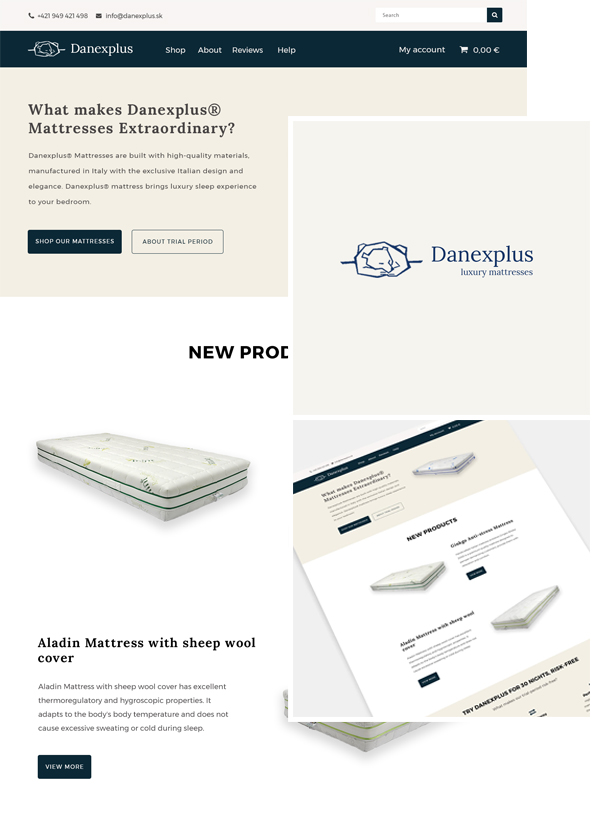 +421 949 421 498 info@danexplus.sk Search
Danexplus Shop About Reviews Help My account 0,00 €
What makes Danexplus®
Mattresses Extraordinary?
Danexplus® Mattresses are built with high-quality materials,
manufactured in Italy with the exclusive Italian design and
elegance. Danexplus® mattress brings luxury sleep experience
to your bedroom.
SHOP OUR MATTRESSES ABOUT TRIAL PERIOD
Danexplus
luxury mattresses
NEW PROD
Aladin Mattress with sheep wool
cover
Aladin Mattress with sheep wool cover has excellent
thermoregulatory and hygroscopic properties. It
adapts to the body's body temperature and does not
cause excessive sweating or cold during sleep.
VIEW MORE
Danexplus
What makes Danexplus®
Mattresses Extraordinary?
NEW PRODUCTS
Ginkgo Anti-stress Mattress
Aladin Mattress with sheep wool
cover
TRY DANEXPLUS FOR 30 NIGHTS, RISK-FREE